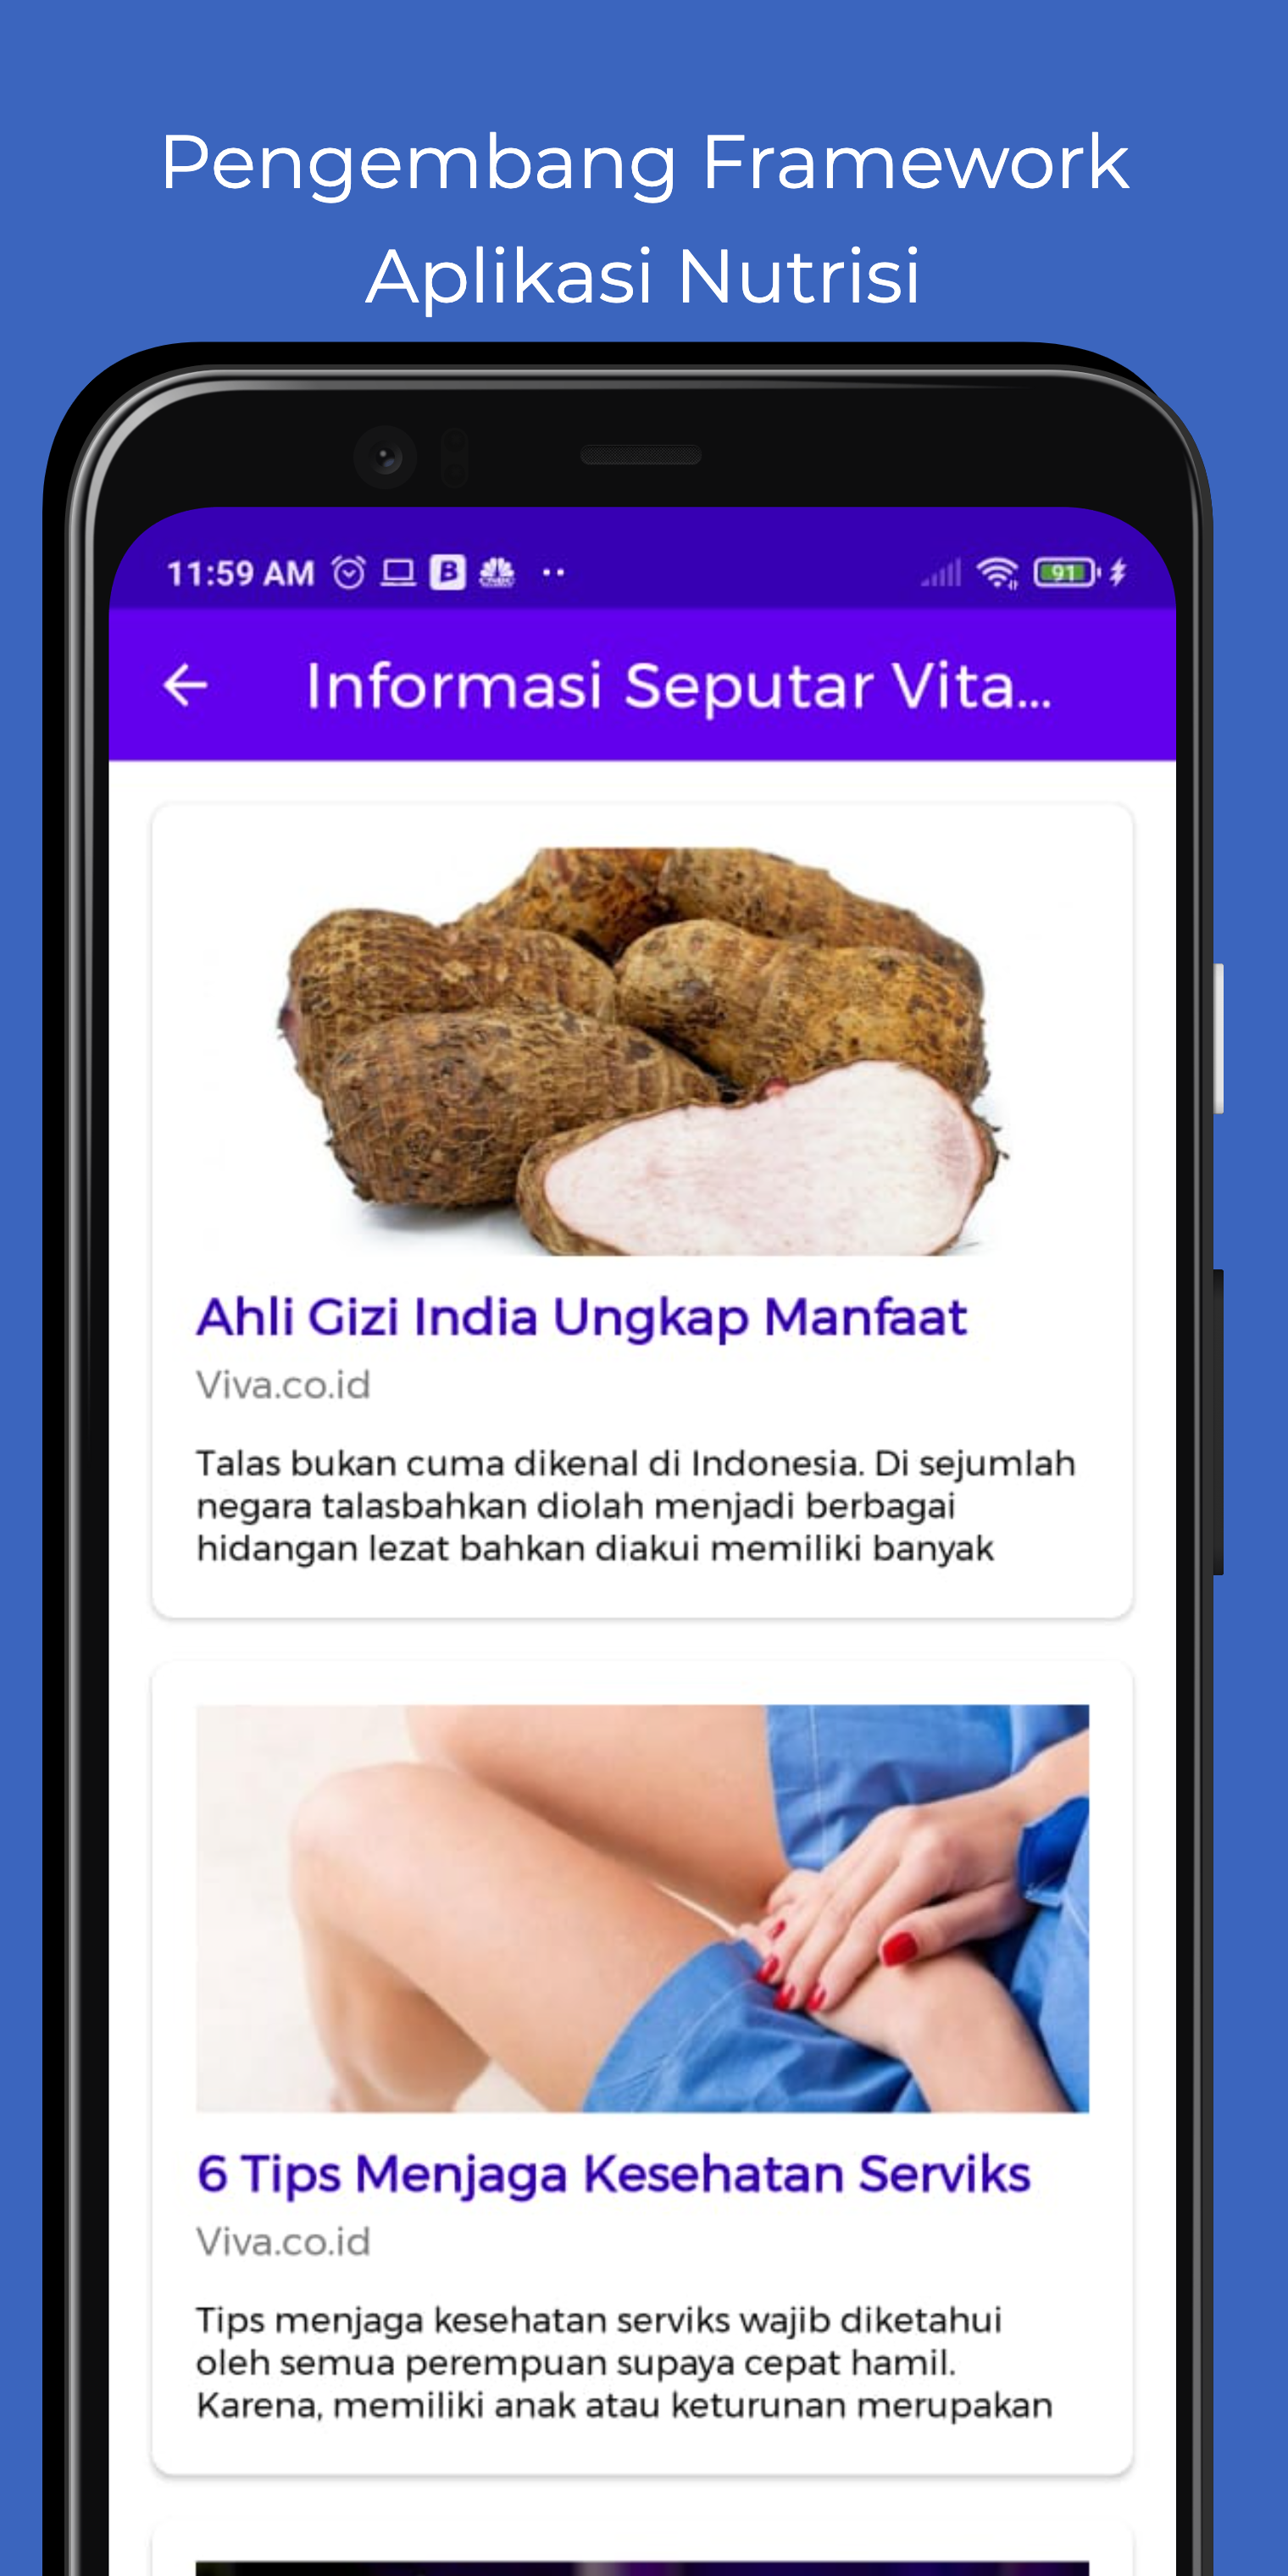 Pengembang Framework
Aplikasi Nutrisi
11:59 AM
B
CNBC
91
Informasi Seputar Vita...
Ahli Gizi India Ungkap Manfaat
Viva.co.id
Talas bukan cuma dikenal di Indonesia. Di sejumlah
negara talasbahkan diolah menjadi berbagai
hidangan lezat bahkan diakui memiliki banyak
6 Tips Menjaga Kesehatan Serviks
Viva.co.id
Tips menjaga kesehatan serviks wajib diketahui
oleh semua perempuan supaya cepat hamil.
Karena, memiliki anak atau keturunan merupakan